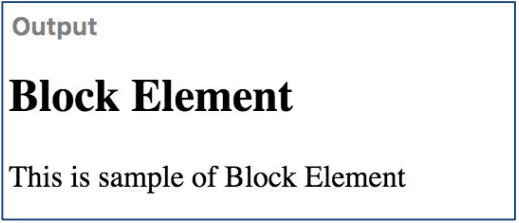 Output
Block Element
This is sample of Block Element